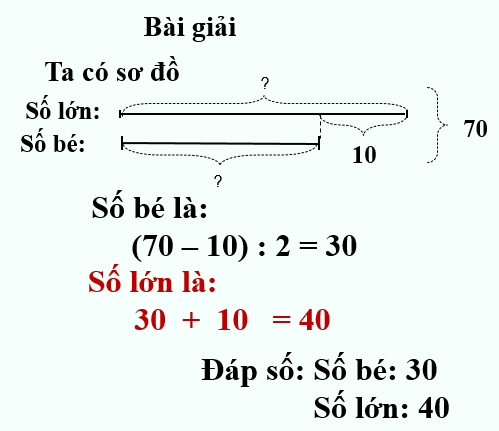 Bài giải
Ta có sơ đồ
?
Số lớn:
70
Số bé:
10
?
Số bé là:
(70 – 10) : 2 = 30
Số lớn là:
30 + 10 = 40
Đáp số: Số bé: 30
Số lớn: 40